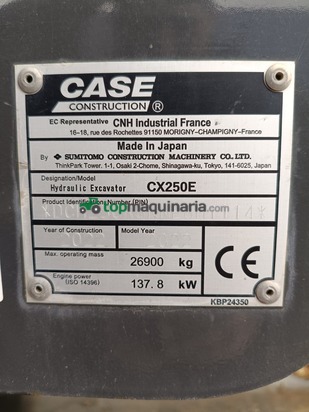 CASE
CONSTRUCTION ®
EC Representative CNH Industrial France
16-18, rue des Rochettes 91150 MORIGNY-CHAMPIGNY-France
Made In Japan
By SUMITOMO CONSTRUCTION MACHINERY CO., LTD.
ThinkPark Tower. 1-1, Osaki 2-Chome, Shinagawa-ku, Tokyo, 141-6025, Japan
Designation/Model
Hydraulic Excavator CX250E
Product Identification Number (PIN)
topmaquinaria.com
Year of Construction Model Year
Max. operating mass
26900 kg
Engine power
(ISO 14396) 137.8 kW
KBP24350